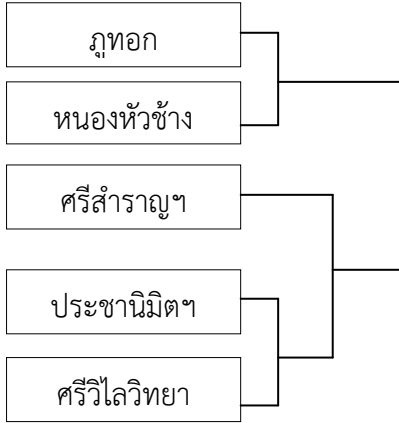 ภูทอก
หนองหัวช้าง
ศรีสำราญฯ
ประชานิมิตฯ
ศรีวิไลวิทยา